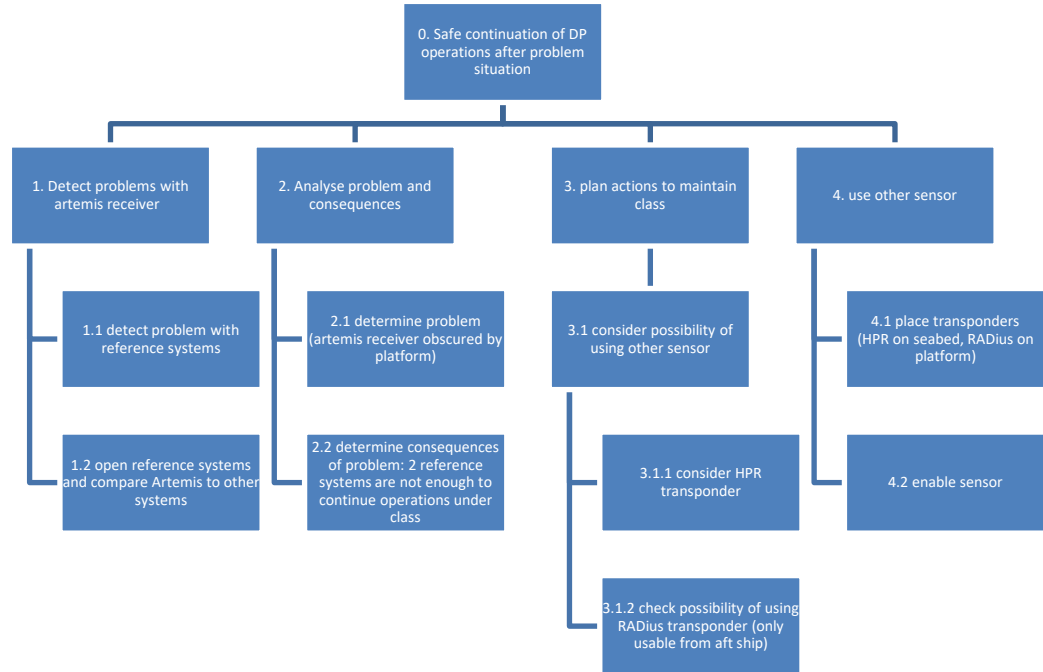 0. Safe continuation of DP
operations after problem
situation
1. Detect problems with
artemis receiver
2. Analyse problem and
consequences
3. plan actions to maintain
class
4. use other sensor
1.1 detect problem with
reference systems
2.1 determine problem
(artemis receiver obscured by
platform)
3.1 consider possibility of
using other sensor
4.1 place transponders
(HPR on seabed, RADius on
platform)
1.2 open reference systems
and compare Artemis to other
systems
2.2 determine consequences
of problem: 2 reference
systems are not enough to
continue operations under
class
3.1.1 consider HPR
transponder
4.2 enable sensor
3.1.2 check possibility of using
RADius transponder (only
usable from aft ship)